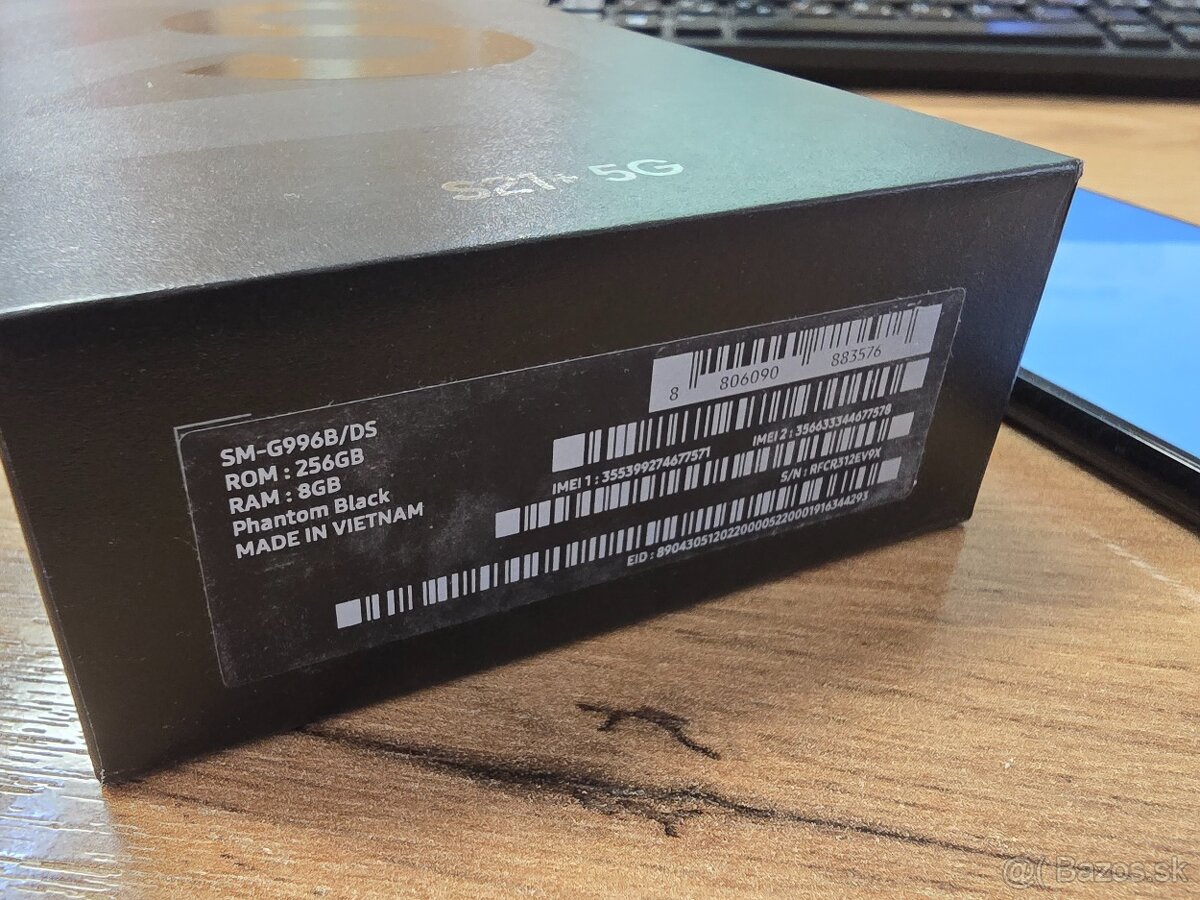 S21+ 5G
SM-G996B/DS
ROM : 256GB
RAM : 8GB
Phantom Black
MADE IN VIETNAM
8 806090 883576
IMEI 1 : 355399274677571
IMEI 2 : 356633344677578
S/N : RFCR312EV9X
EID : 89043051202200005220001916344293
@( Bazos.sk